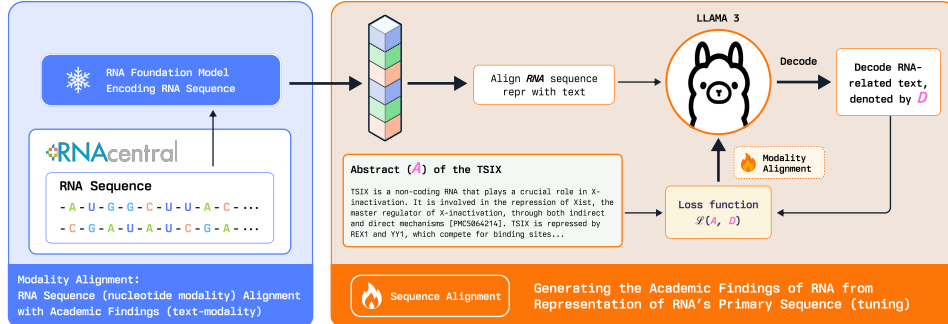 RNA Foundation Model
Encoding RNA Sequence
RNAcentral
RNA Sequence
-A-U-G-G-C-U-U-A-C-...
-C-G-A-U-A-U-C-G-A-...
Modality Alignment:
RNA Sequence (nucleotide modality) Alignment
with Academic Findings (text-modality)
Align RNA sequence
repr with text
LLAMA 3
Decode
Decode RNA-
related text,
denoted by D
Abstract (A) of the TSIX
TSIX is a non-coding RNA that plays a crucial role in X-
inactivation. It is involved in the repression of Xist, the
master regulator of X-inactivation, through both indirect
and direct mechanisms [PMC5064214]. TSIX is repressed by
REX1 and YY1, which compete for binding sites...
Modality
Alignment
Loss function
ℒ(A, D)
Sequence Alignment
Generating the Academic Findings of RNA from
Representation of RNA's Primary Sequence (tuning)